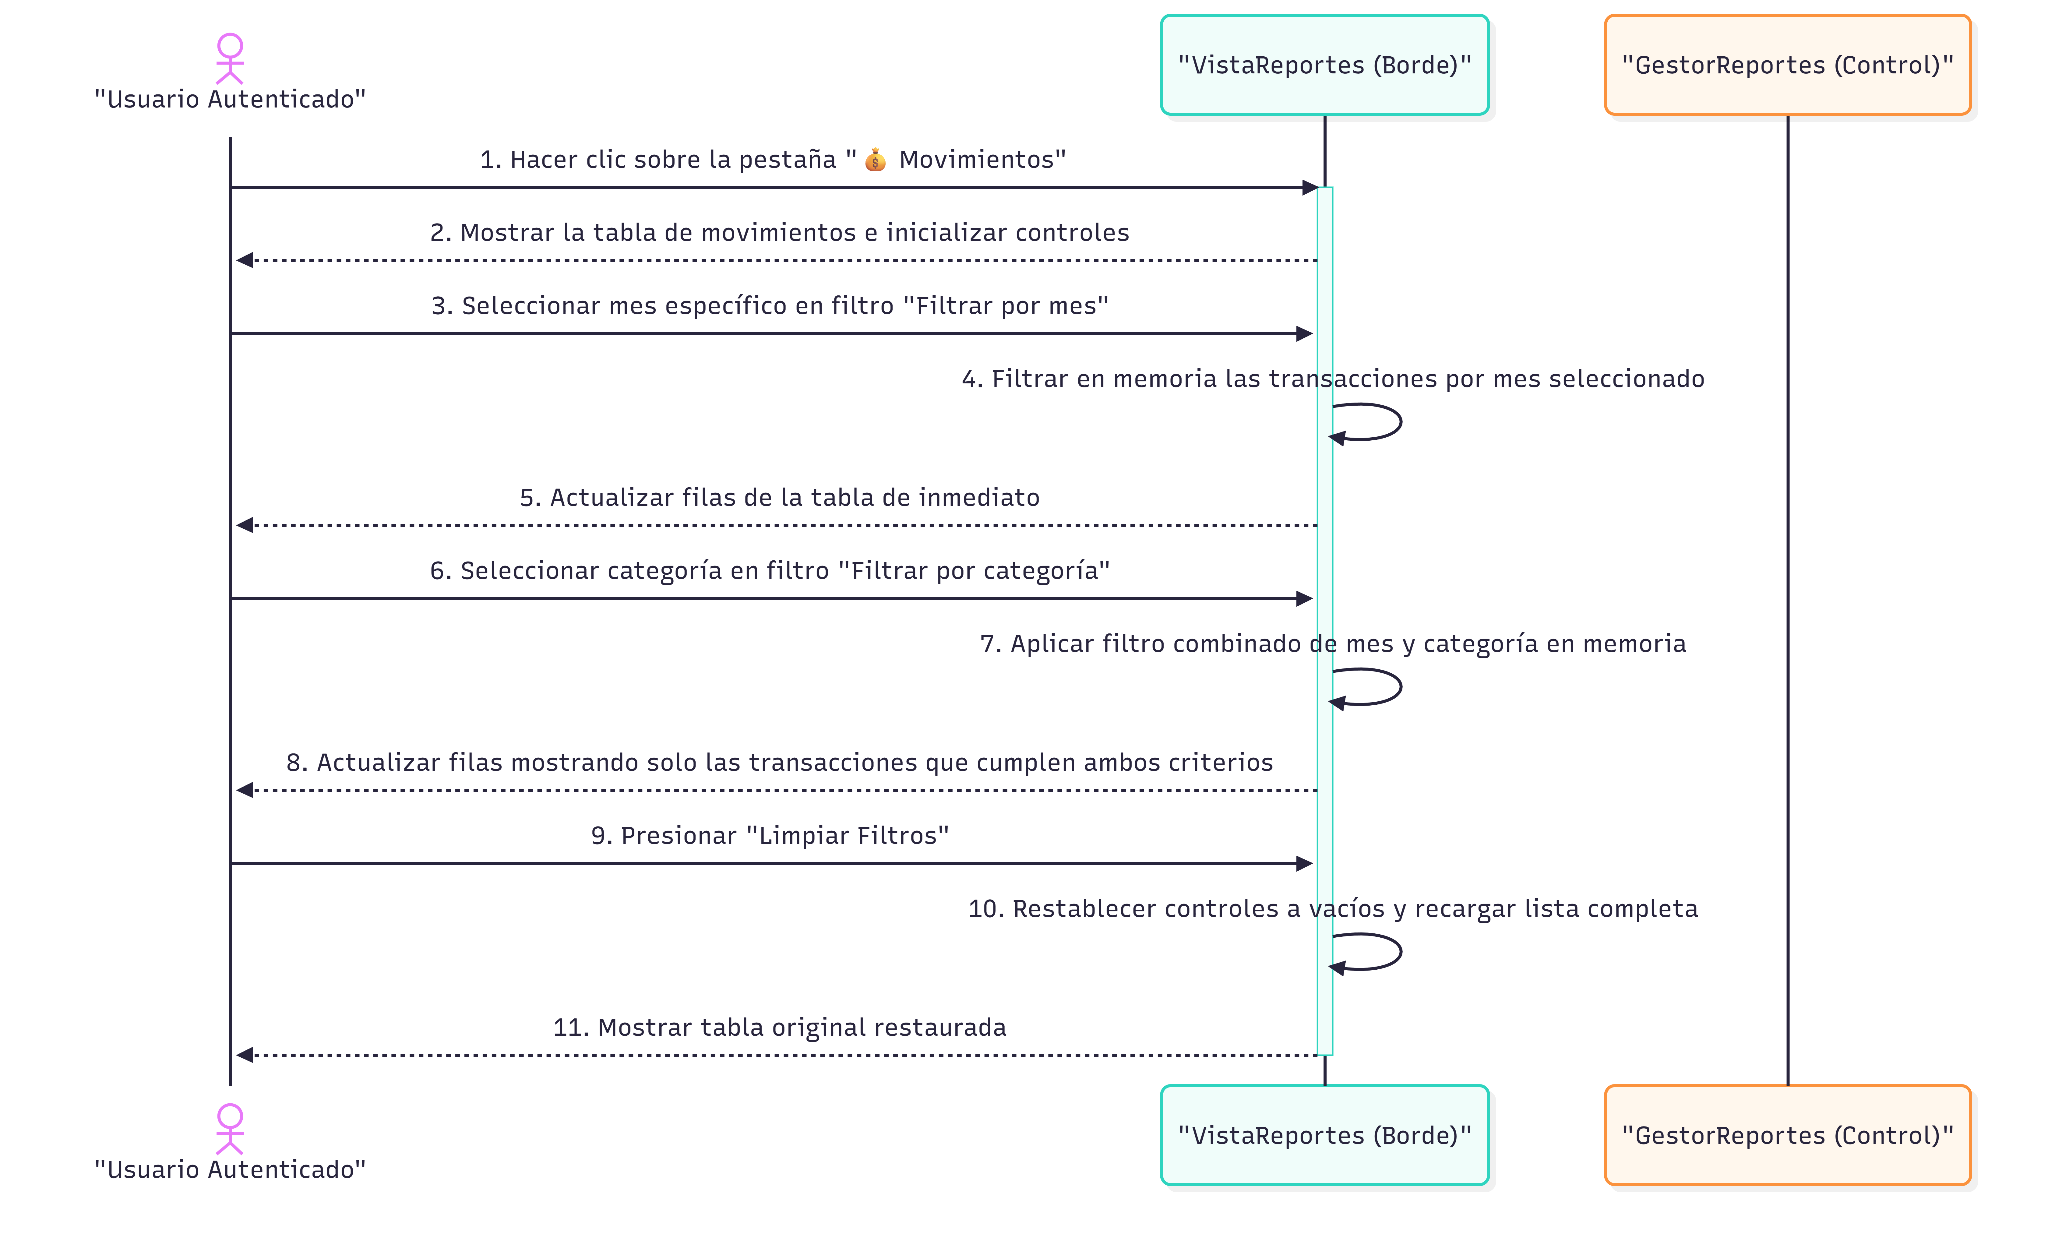 "Usuario Autenticado"
"VistaReportes (Borde)"
"GestorReportes (Control)"
1. Hacer clic sobre la pestaña "💰 Movimientos"
2. Mostrar la tabla de movimientos e inicializar controles
3. Seleccionar mes específico en filtro "Filtrar por mes"
4. Filtrar en memoria las transacciones por mes seleccionado
5. Actualizar filas de la tabla de inmediato
6. Seleccionar categoría en filtro "Filtrar por categoría"
7. Aplicar filtro combinado de mes y categoría en memoria
8. Actualizar filas mostrando solo las transacciones que cumplen ambos criterios
9. Presionar "Limpiar Filtros"
10. Restablecer controles a vacíos y recargar lista completa
11. Mostrar tabla original restaurada
"Usuario Autenticado"
"VistaReportes (Borde)"
"GestorReportes (Control)"